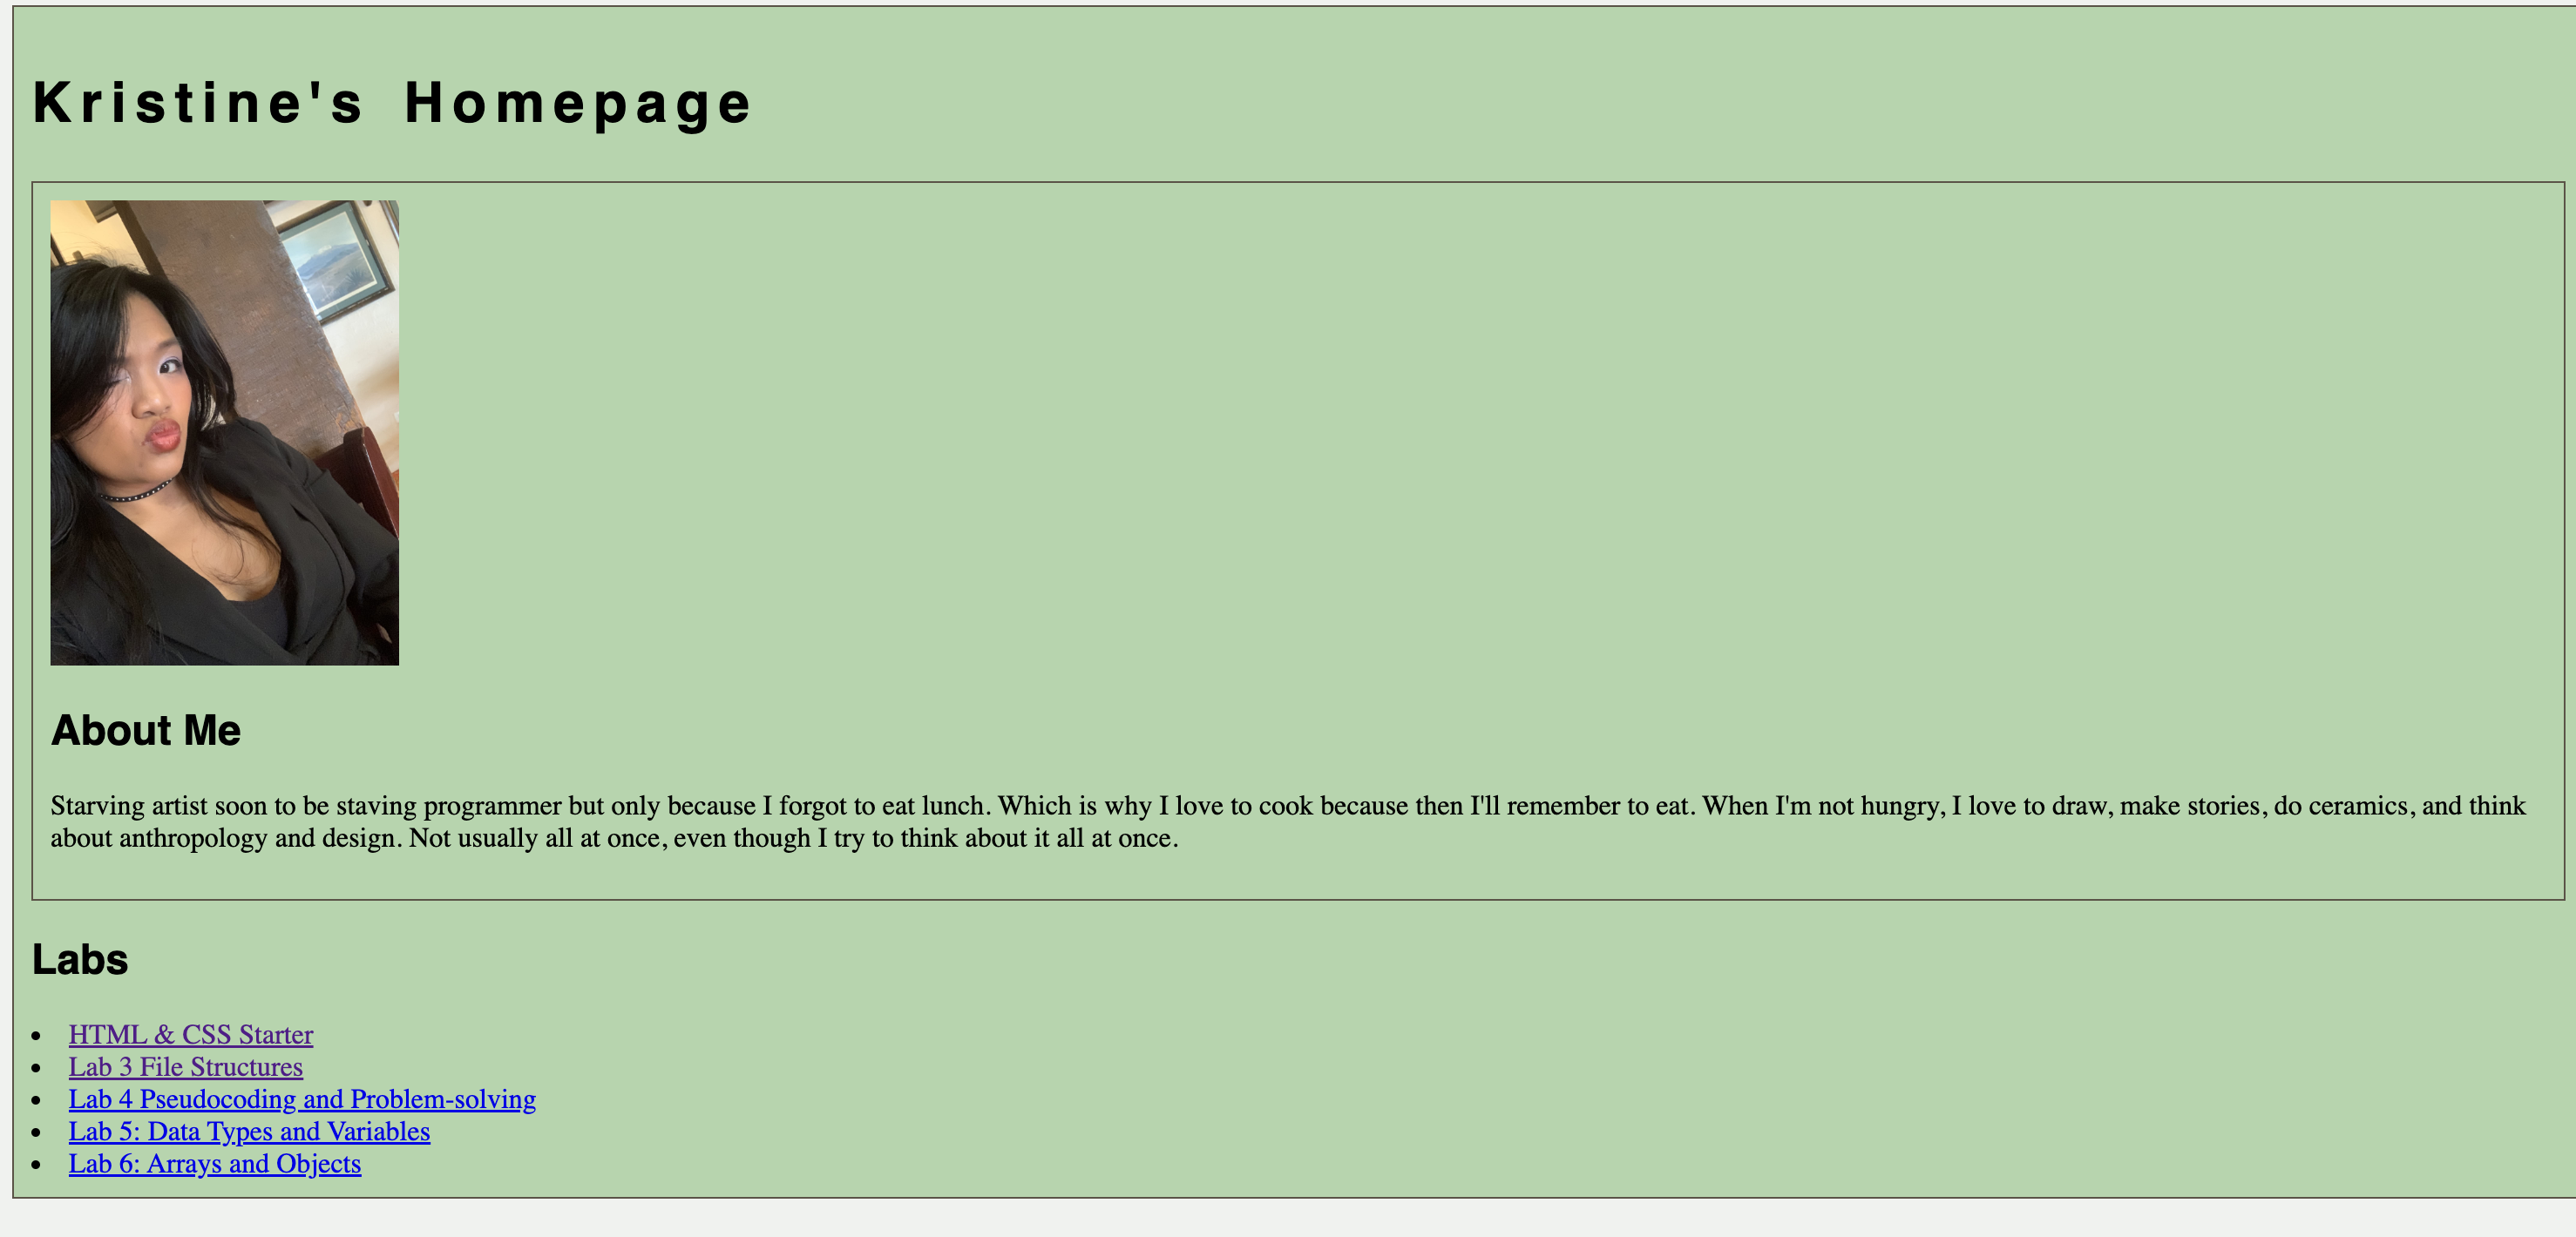 Kristine's Homepage
About Me
Starving artist soon to be staving programmer but only because I forgot to eat lunch. Which is why I love to cook because then I'll remember to eat. When I'm not hungry, I love to draw, make stories, do ceramics, and think
about anthropology and design. Not usually all at once, even though I try to think about it all at once.
Labs
HTML & CSS Starter
Lab 3 File Structures
Lab 4 Pseudocoding and Problem-solving
Lab 5: Data Types and Variables
Lab 6: Arrays and Objects